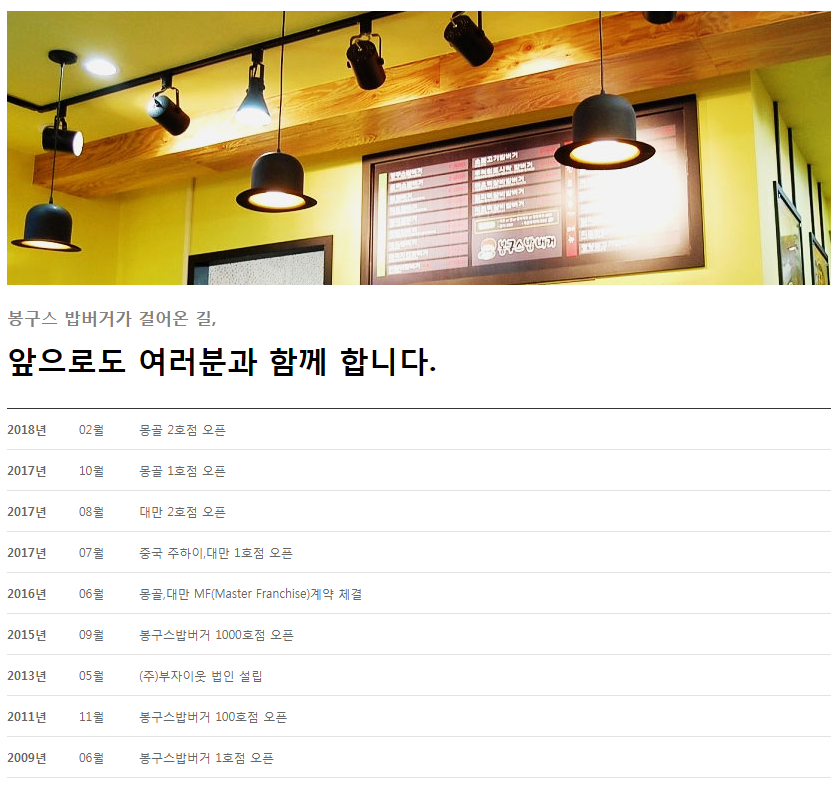 봉구스밥버거
봉구스 밥버거가 걸어온 길,
앞으로도 여러분과 함께 합니다.
2018년 02월 몽골 2호점 오픈
2017년 10월 몽골 1호점 오픈
2017년 08월 대만 2호점 오픈
2017년 07월 중국 주하이,대만 1호점 오픈
2016년 06월 몽골,대만 MF(Master Franchise)계약 체결
2015년 09월 봉구스밥버거 1000호점 오픈
2013년 05월 (주)부자이웃 법인 설립
2011년 11월 봉구스밥버거 100호점 오픈
2009년 06월 봉구스밥버거 1호점 오픈